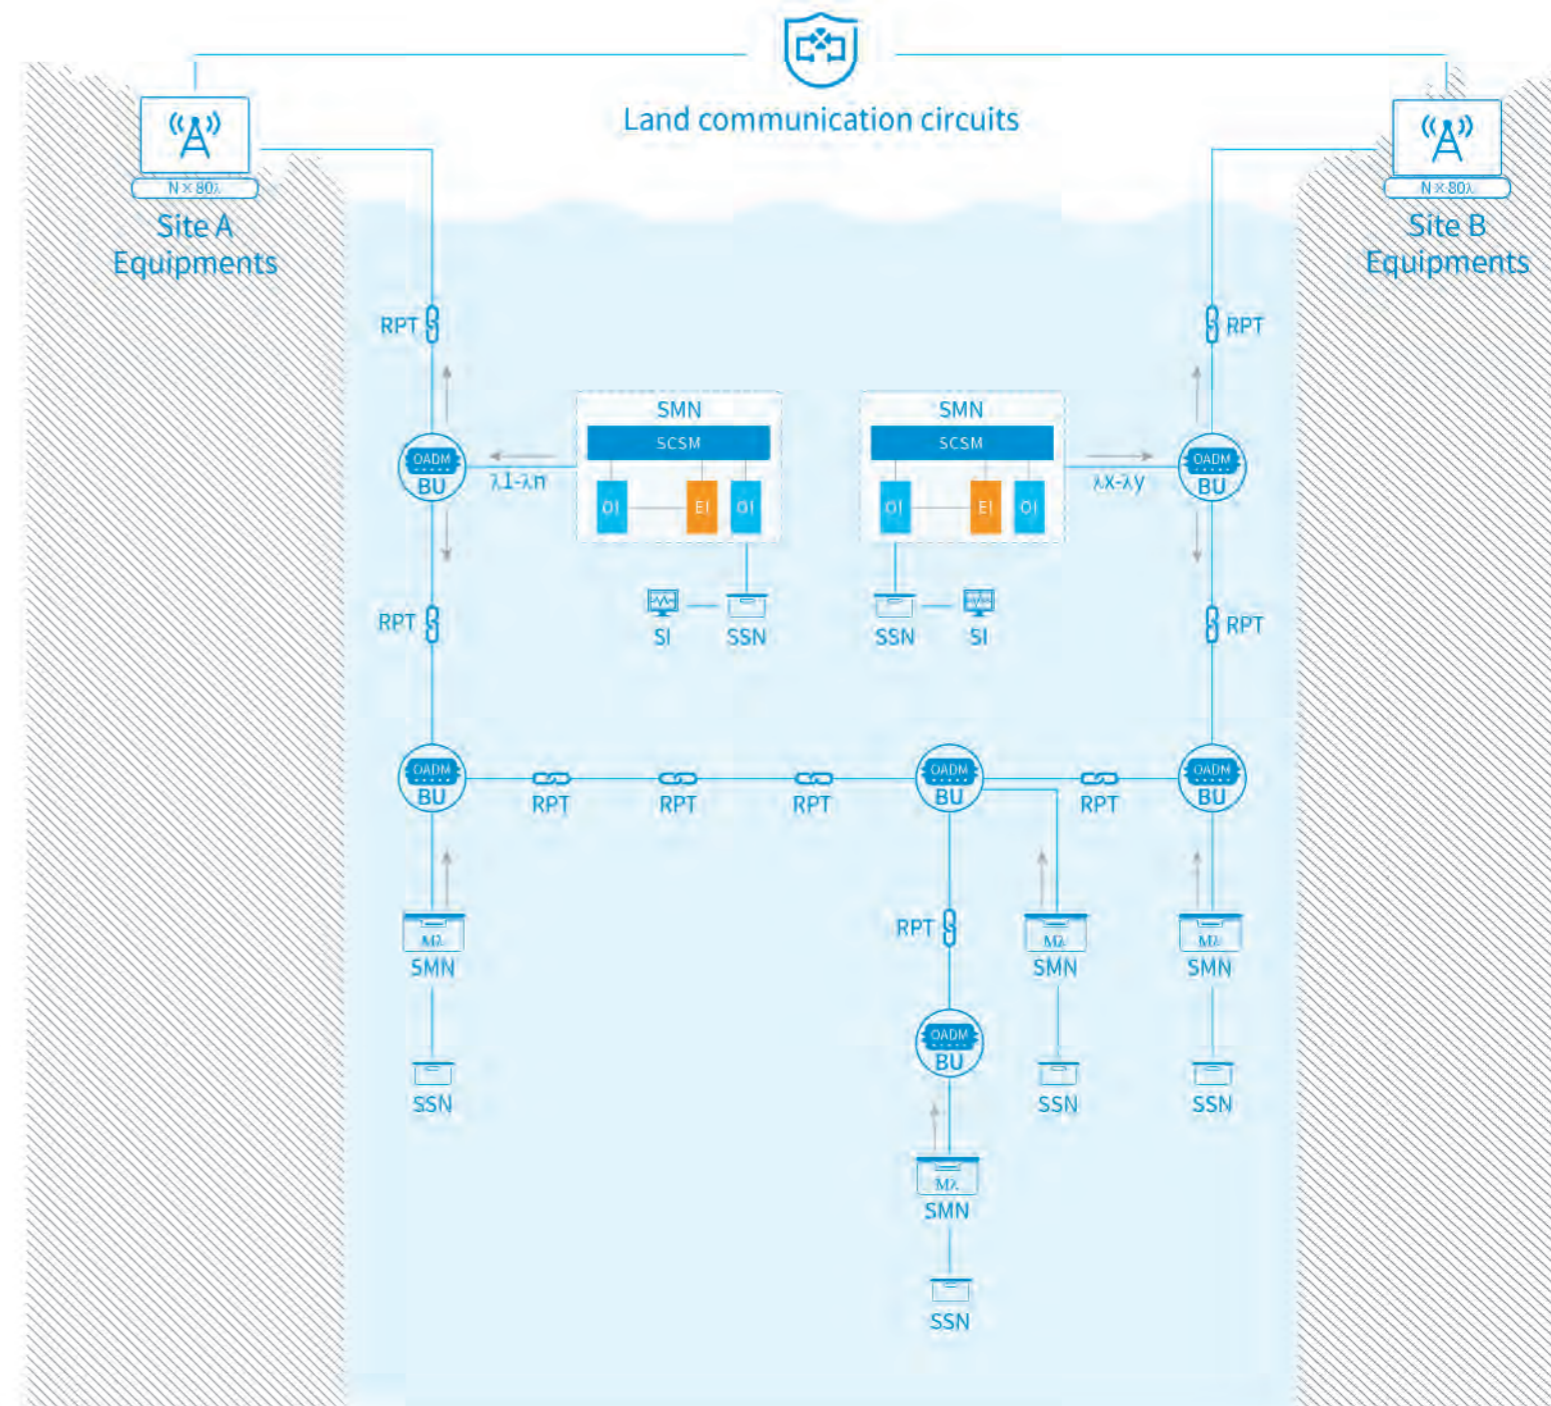 Land communication circuits
N×80λ
N×80λ
Site A
Equipments
Site B
Equipments
RPT
RPT
SMN
SMN
SCSM
SCSM
OADM
BU
λ1-λn
OI
EI
OI
OI
EI
OI
λx-λy
OADM
BU
SI
SSN
SSN
SI
RPT
RPT
OADM
BU
RPT
RPT
RPT
OADM
BU
RPT
OADM
BU
RPT
Mλ
SMN
Mλ
SMN
Mλ
SMN
OADM
BU
SSN
SSN
SSN
Mλ
SMN
SSN